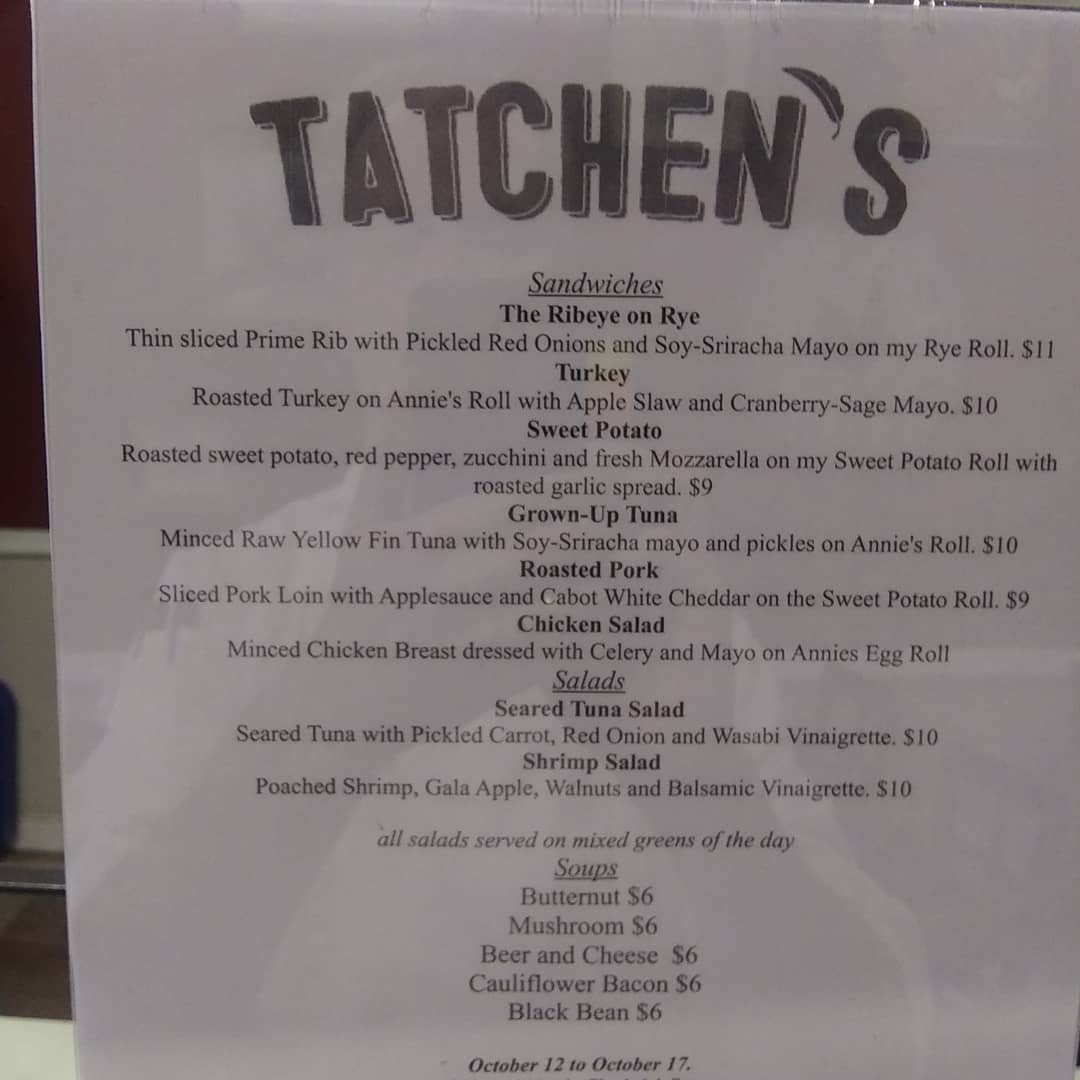 TATCHEN'S
Sandwiches
The Ribeye on Rye
Thin sliced Prime Rib with Pickled Red Onions and Soy-Sriracha Mayo on my Rye Roll. $11
Turkey
Roasted Turkey on Annie's Roll with Apple Slaw and Cranberry-Sage Mayo. $10
Sweet Potato
Roasted sweet potato, red pepper, zucchini and fresh Mozzarella on my Sweet Potato Roll with
roasted garlic spread. $9
Grown-Up Tuna
Minced Raw Yellow Fin Tuna with Soy-Sriracha mayo and pickles on Annie's Roll. $10
Roasted Pork
Sliced Pork Loin with Applesauce and Cabot White Cheddar on the Sweet Potato Roll. $9
Chicken Salad
Minced Chicken Breast dressed with Celery and Mayo on Annies Egg Roll
Salads
Seared Tuna Salad
Seared Tuna with Pickled Carrot, Red Onion and Wasabi Vinaigrette. $10
Shrimp Salad
Poached Shrimp, Gala Apple, Walnuts and Balsamic Vinaigrette. $10
all salads served on mixed greens of the day
Soups
Butternut $6
Mushroom $6
Beer and Cheese $6
Cauliflower Bacon $6
Black Bean $6
October 12 to October 17.